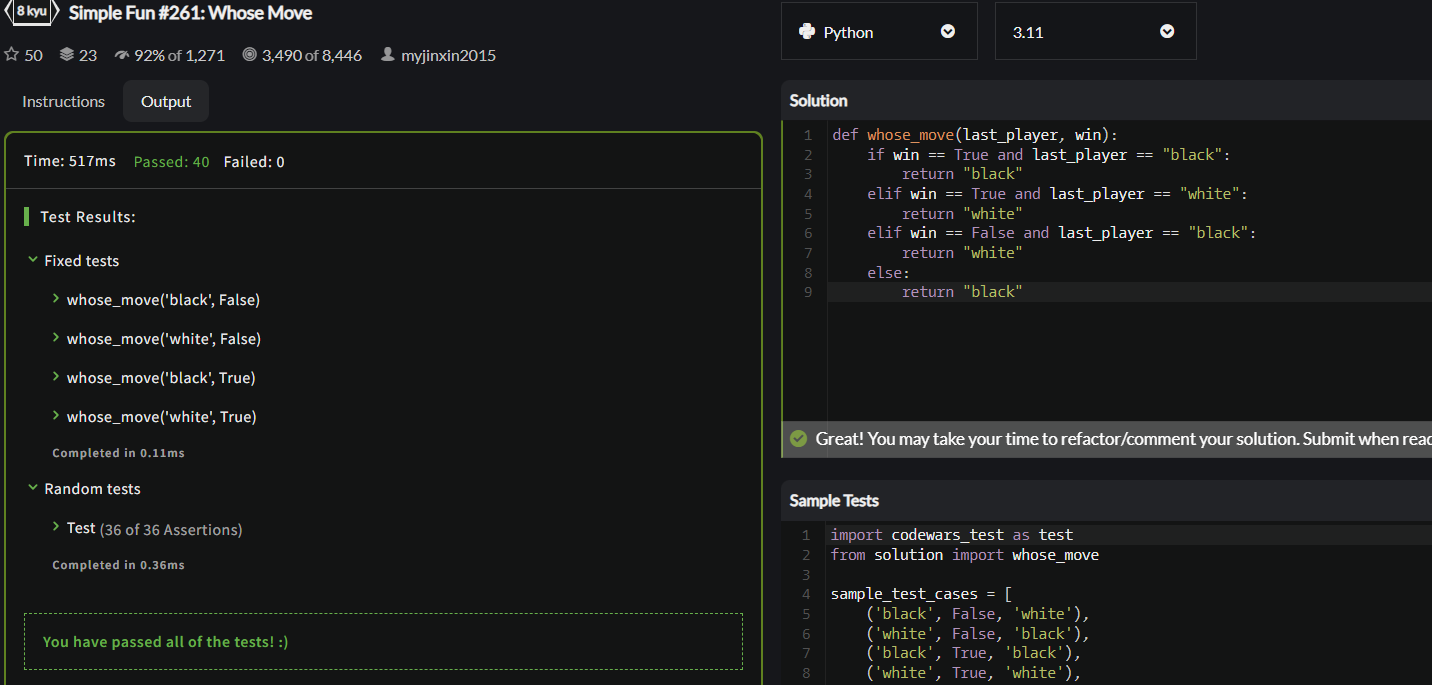 8 kyu Simple Fun #261: Whose Move
50 23 92% of 1,271 3,490 of 8,446 myjinxin2015
Instructions Output
Time: 517ms Passed: 40 Failed: 0
Test Results:
Fixed tests
whose_move('black', False)
whose_move('white', False)
whose_move('black', True)
whose_move('white', True)
Completed in 0.11ms
Random tests
Test (36 of 36 Assertions)
Completed in 0.36ms
You have passed all of the tests! :)
Python 3.11
Solution
1 def whose_move(last_player, win):
2     if win == True and last_player == "black":
3         return "black"
4     elif win == True and last_player == "white":
5         return "white"
6     elif win == False and last_player == "black":
7         return "white"
8     else:
9         return "black"
Great! You may take your time to refactor/comment your solution. Submit when read
Sample Tests
1 import codewars_test as test
2 from solution import whose_move
3
4 sample_test_cases = [
5     ('black', False, 'white'),
6     ('white', False, 'black'),
7     ('black', True, 'black'),
8     ('white', True, 'white'),